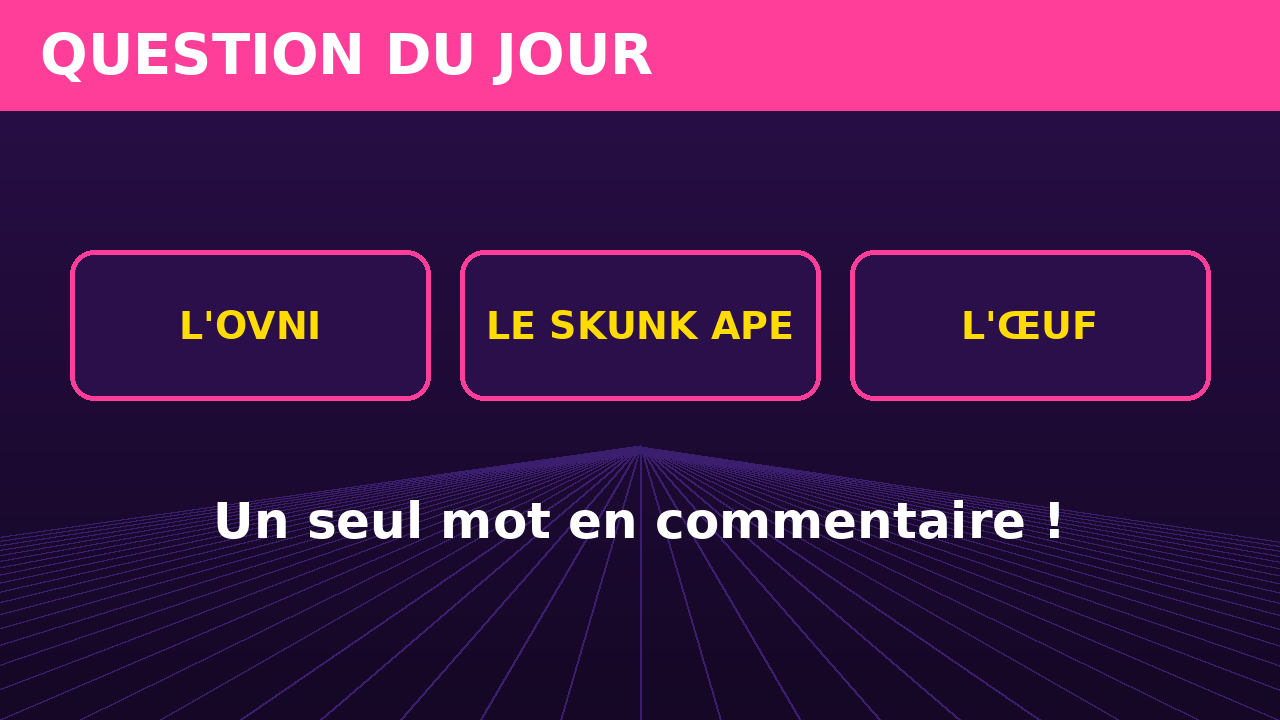 QUESTION DU JOUR
L'OVNI
LE SKUNK APE
L'ŒUF
Un seul mot en commentaire !